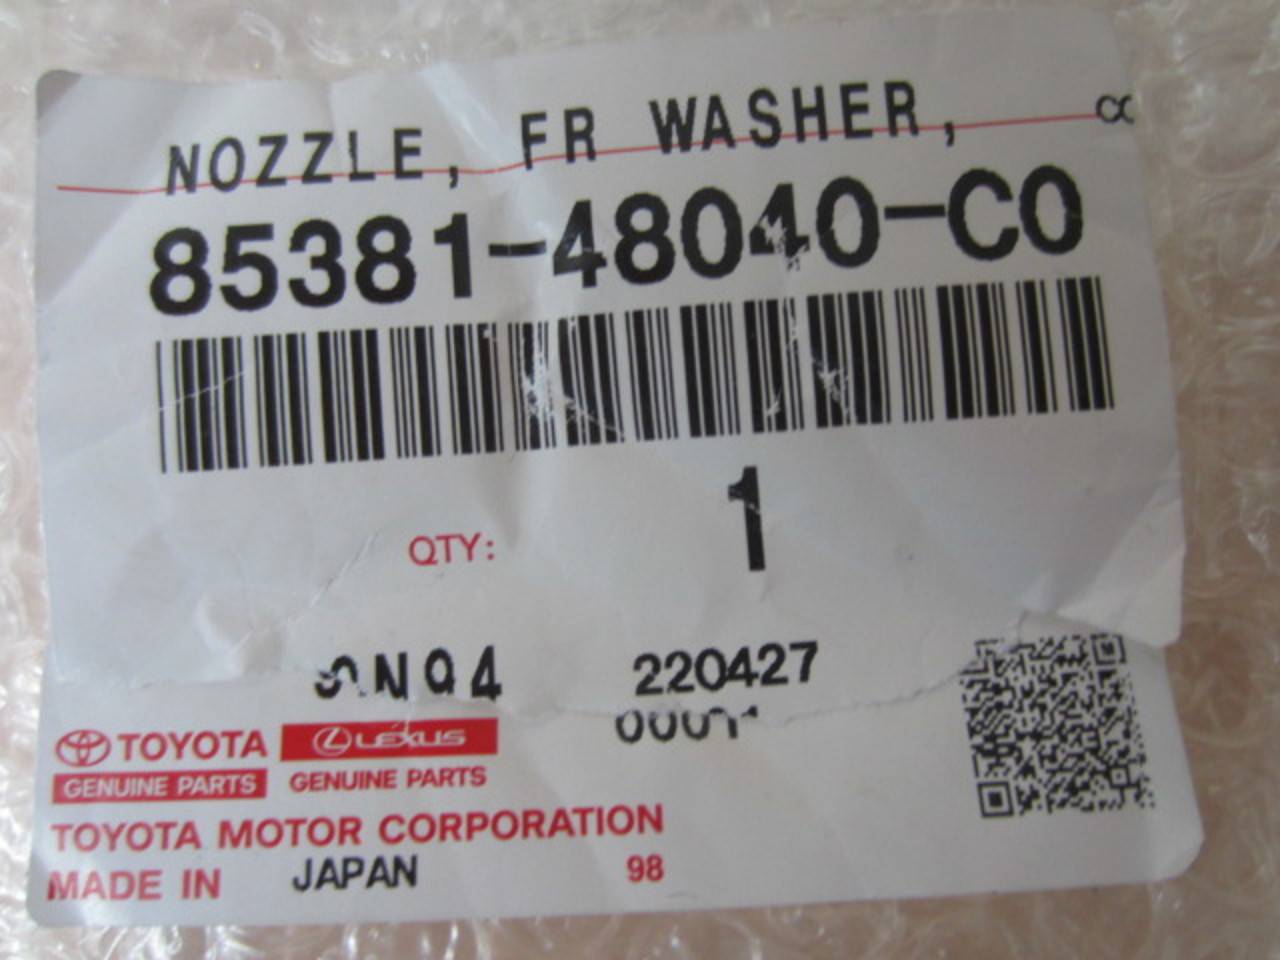 NOZZLE, FR WASHER,
85381-48040-C0
QTY: 1
220427
TOYOTA LEXUS
GENUINE PARTS GENUINE PARTS
TOYOTA MOTOR CORPORATION
MADE IN JAPAN 98